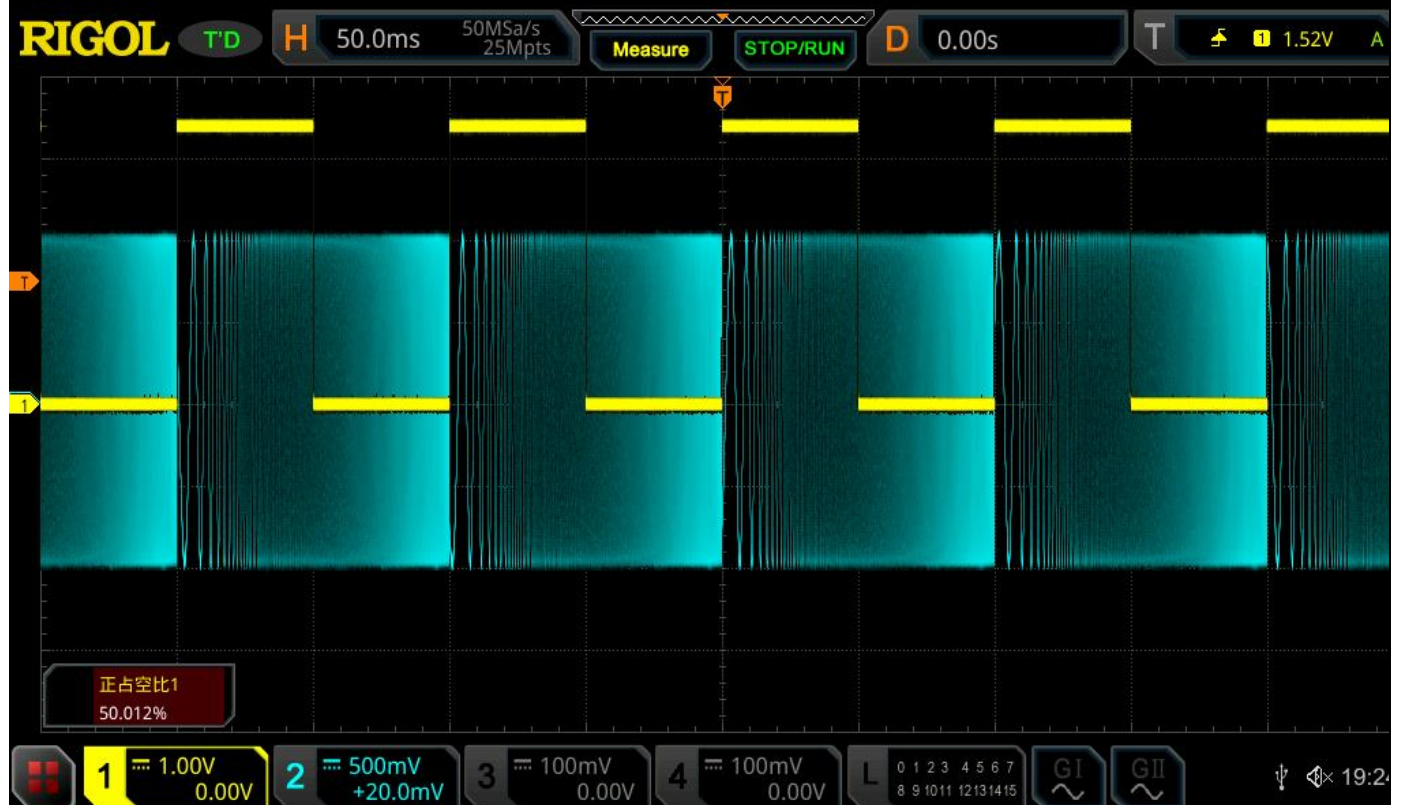 RIGOL T'D H 50.0ms 50MSa/s 25Mpts Measure STOP/RUN D 0.00s T 1 1.52V A
T
T
1
正占空比1
50.012%
1 1.00V 0.00V
2 500mV +20.0mV
3 100mV 0.00V
4 100mV 0.00V
L 0 1 2 3 4 5 6 7
8 9 10 11 12 13 14 15
GI GII
19:24